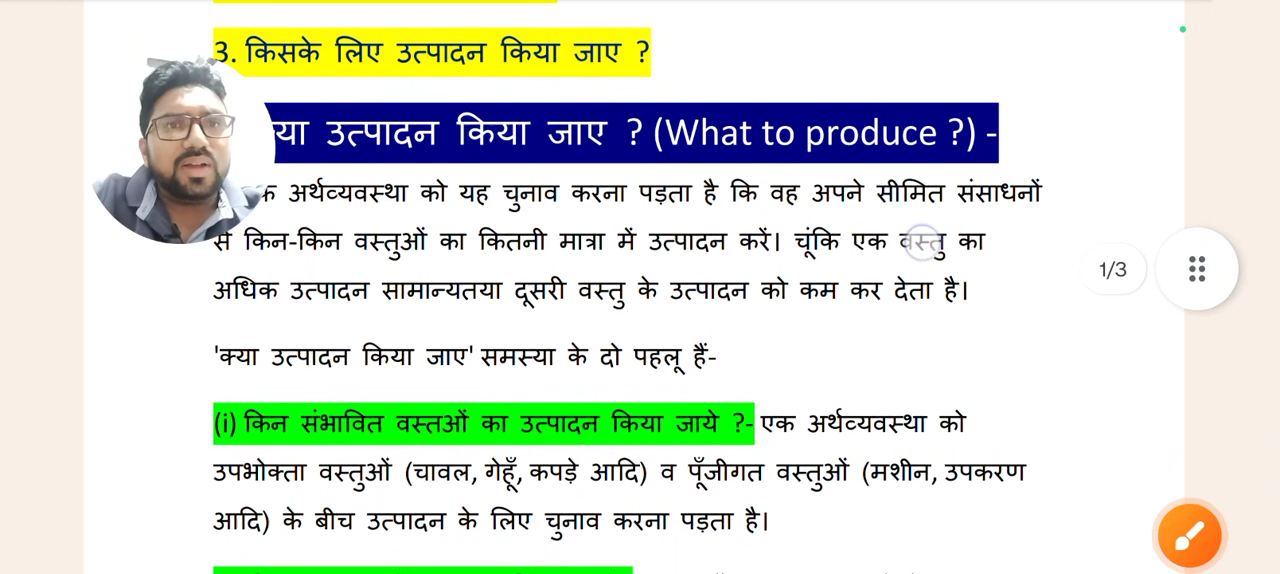 3. किसके लिए उत्पादन किया जाए ?
या उत्पादन किया जाए ? (What to produce ?) -
अर्थव्यवस्था को यह चुनाव करना पड़ता है कि वह अपने सीमित संसाधनों
से किन-किन वस्तुओं का कितनी मात्रा में उत्पादन करें। चूंकि एक वस्तु का
अधिक उत्पादन सामान्यतया दूसरी वस्तु के उत्पादन को कम कर देता है।
1/3
'क्या उत्पादन किया जाए' समस्या के दो पहलू हैं-
(i) किन संभावित वस्तओं का उत्पादन किया जाये ?- एक अर्थव्यवस्था को
उपभोक्ता वस्तुओं (चावल, गेहूँ, कपड़े आदि) व पूँजीगत वस्तुओं (मशीन, उपकरण
आदि) के बीच उत्पादन के लिए चुनाव करना पड़ता है।